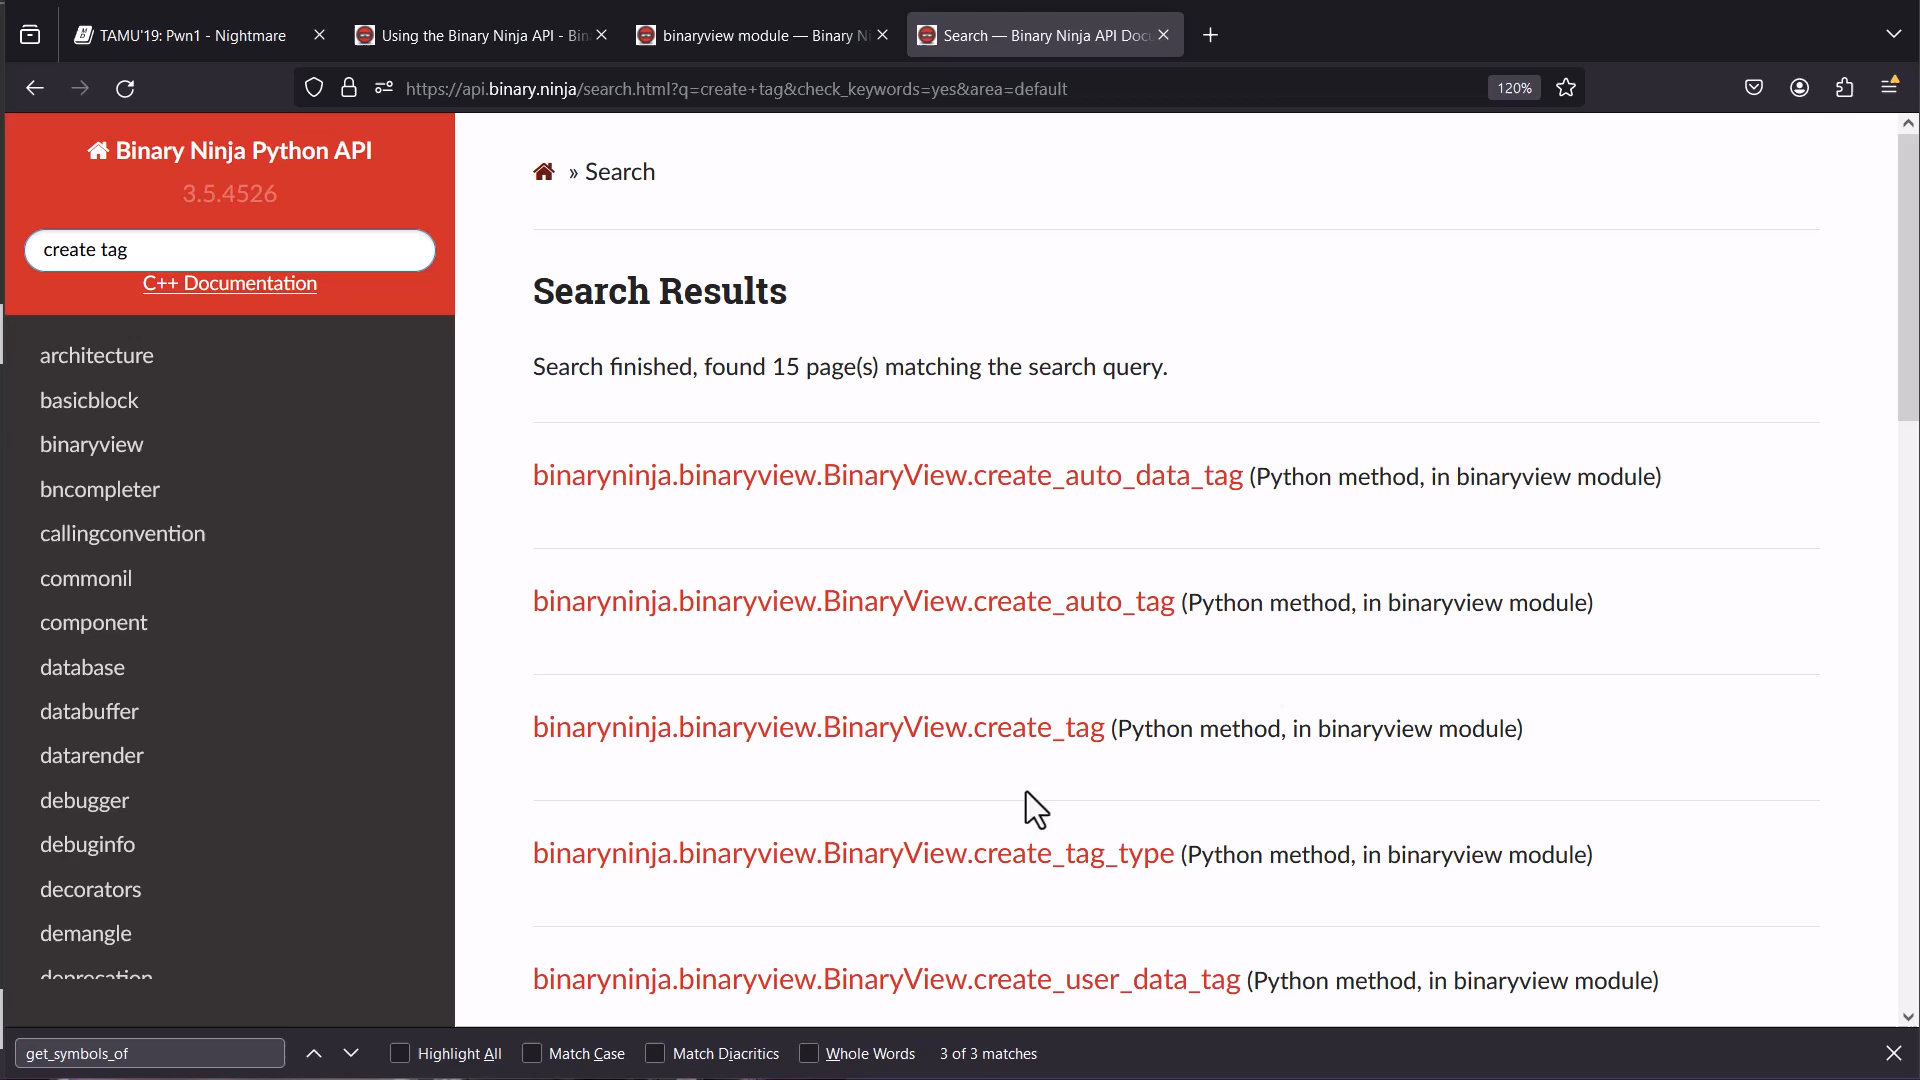 TAMU'19: Pwn1 - Nightmare
Using the Binary Ninja API - Bin
binaryview module — Binary N
Search — Binary Ninja API Doc
https://api.binary.ninja/search.html?q=create+tag&check_keywords=yes&area=default
120%
Binary Ninja Python API
3.5.4526
create tag
C++ Documentation
architecture
basicblock
binaryview
bncompleter
callingconvention
commonil
component
database
databuffer
datarender
debugger
debuginfo
decorators
demangle
deprecation
» Search
Search Results
Search finished, found 15 page(s) matching the search query.
binaryninja.binaryview.BinaryView.create_auto_data_tag (Python method, in binaryview module)
binaryninja.binaryview.BinaryView.create_auto_tag (Python method, in binaryview module)
binaryninja.binaryview.BinaryView.create_tag (Python method, in binaryview module)
binaryninja.binaryview.BinaryView.create_tag_type (Python method, in binaryview module)
binaryninja.binaryview.BinaryView.create_user_data_tag (Python method, in binaryview module)
get_symbols_of
Highlight All
Match Case
Match Diacritics
Whole Words
3 of 3 matches